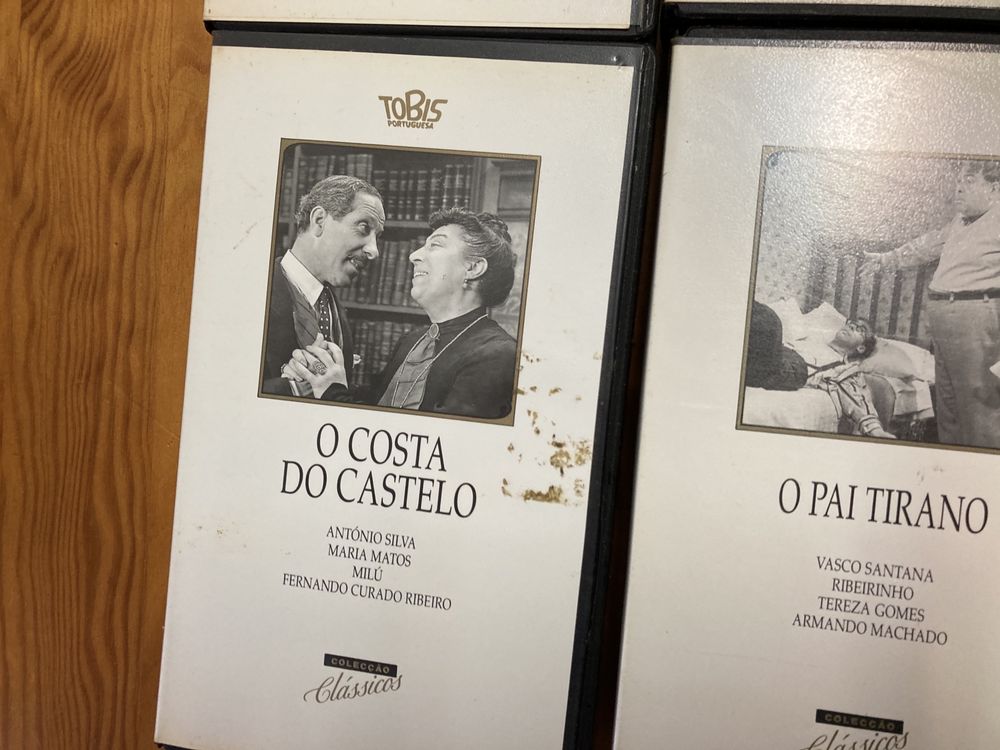 TOBIS
PORTUGUESA
O COSTA
DO CASTELO
ANTÓNIO SILVA
MARIA MATOS
MILÚ
FERNANDO CURADO RIBEIRO
COLECÇÃO
Clássicos
O PAI TIRANO
VASCO SANTANA
RIBEIRINHO
TEREZA GOMES
ARMANDO MACHADO
COLECÇÃO
Clássicos